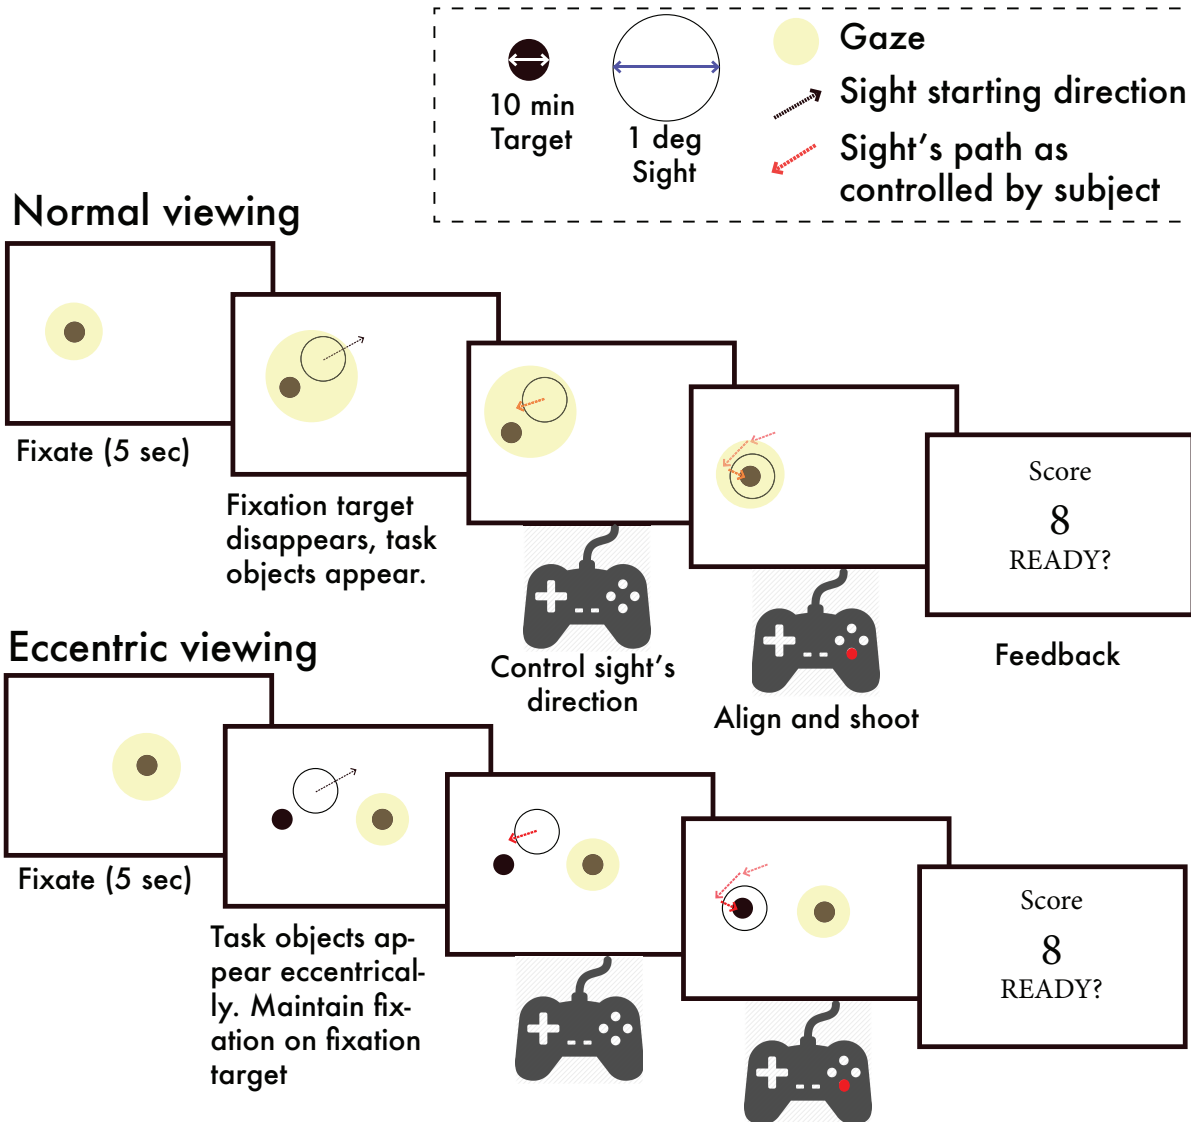 10 min
Target
1 deg
Sight
Gaze
Sight starting direction
Sight's path as
controlled by subject
Normal viewing
Fixate (5 sec)
Fixation target
disappears, task
objects appear.
Control sight's
direction
Align and shoot
Score
8
READY?
Feedback
Eccentric viewing
Fixate (5 sec)
Task objects ap-
pear eccentrical-
ly. Maintain fix-
ation on fixation
target
Score
8
READY?